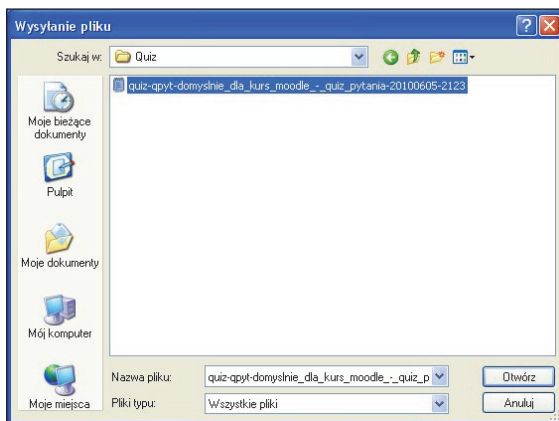 Wysyłanie pliku
Szukaj w: Quiz
quiz-qpyt-domyslnie_dla_kurs_moodle_-_quiz_pytania-20100605-2123
Moje bieżące
dokumenty
Pulpit
Moje dokumenty
Mój komputer
Moje miejsca
Nazwa pliku: quiz-qpyt-domyslnie_dla_kurs_moodle_-_quiz_p Otwórz
Pliki typu: Wszystkie pliki Anuluj